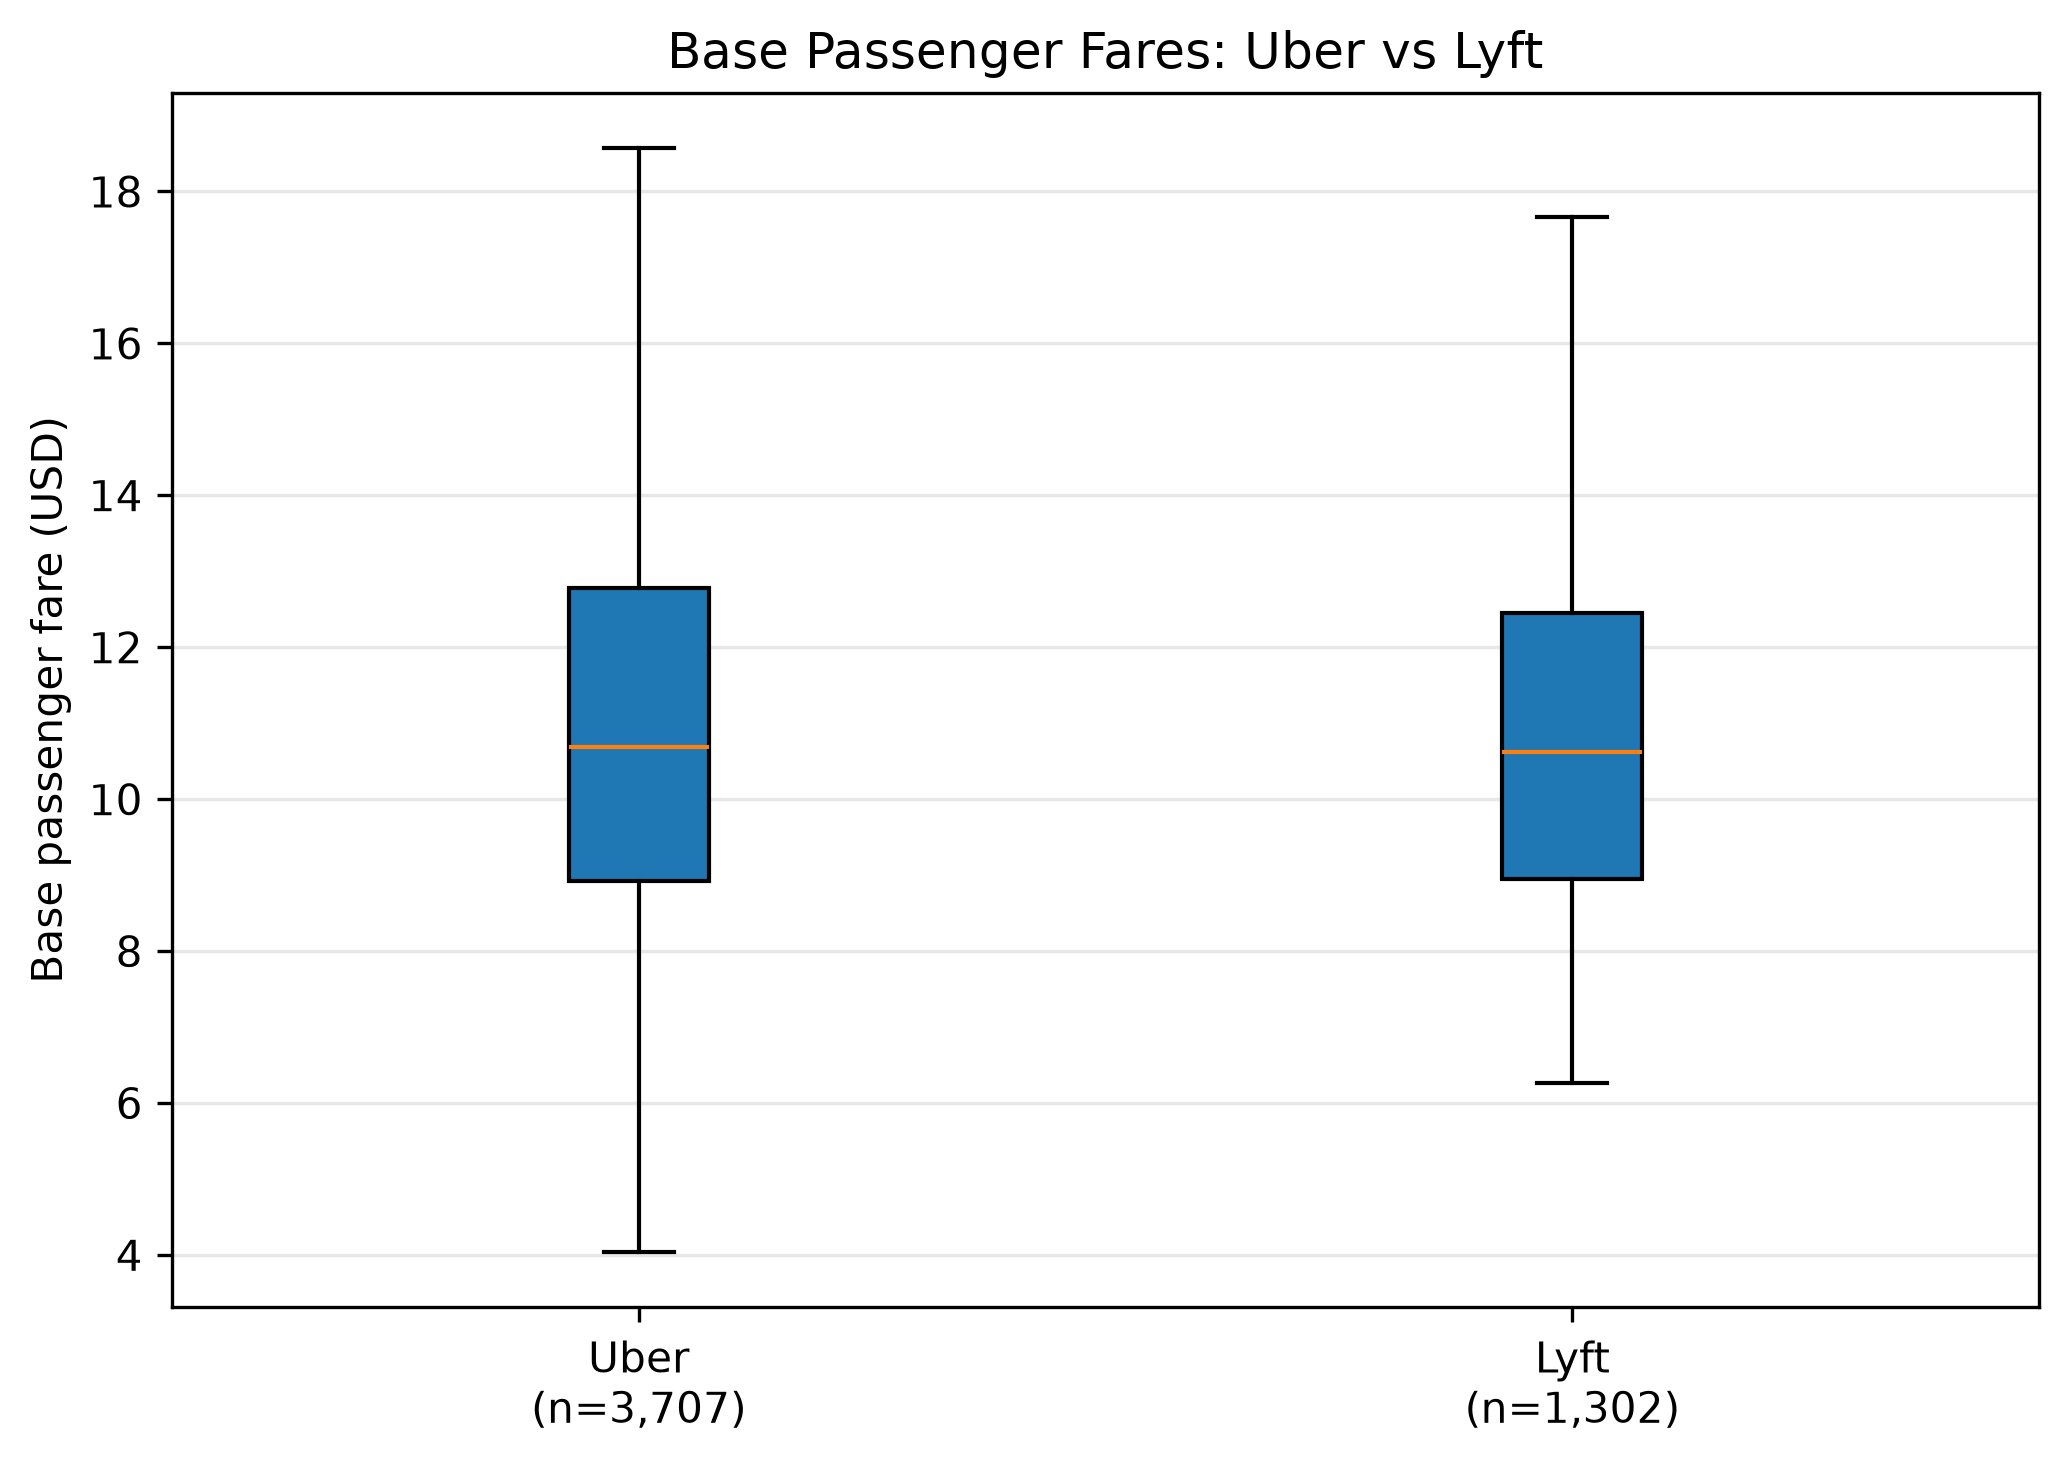 Base Passenger Fares: Uber vs Lyft
Base passenger fare (USD)
18
16
14
12
10
8
6
4
Uber
(n=3,707)
Lyft
(n=1,302)